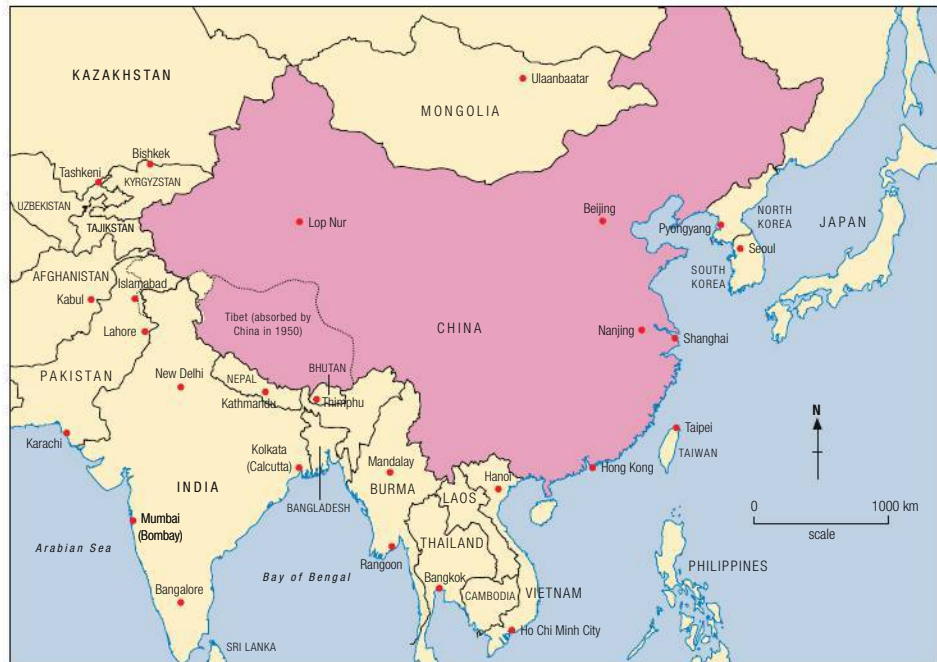 KAZAKHSTAN
Ulaanbaatar
MONGOLIA
Bishkek
Tashkeni
KYRGYZSTAN
UZBEKISTAN
TAJIKSTAN
Lop Nur
Beijing
NORTH
KOREA
JAPAN
Pyongyang
Seoul
SOUTH
KOREA
AFGHANISTAN
Islamabad
Kabul
Lahore
Tibet (absorbed by
China in 1950)
CHINA
Nanjing
Shanghai
PAKISTAN
New Delhi
NEPAL
BHUTAN
Kathmandu
Thimphu
N
Taipei
TAIWAN
Karachi
Kolkata
(Calcutta)
Mandalay
Hanoi
Hong Kong
INDIA
BURMA
LAOS
BANGLADESH
0
1000 km
scale
Mumbai
(Bombay)
Arabian Sea
THAILAND
Rangoon
Bay of Bengal
PHILIPPINES
Bangalore
Bangkok
CAMBODIA
VIETNAM
Ho Chi Minh City
SRI LANKA